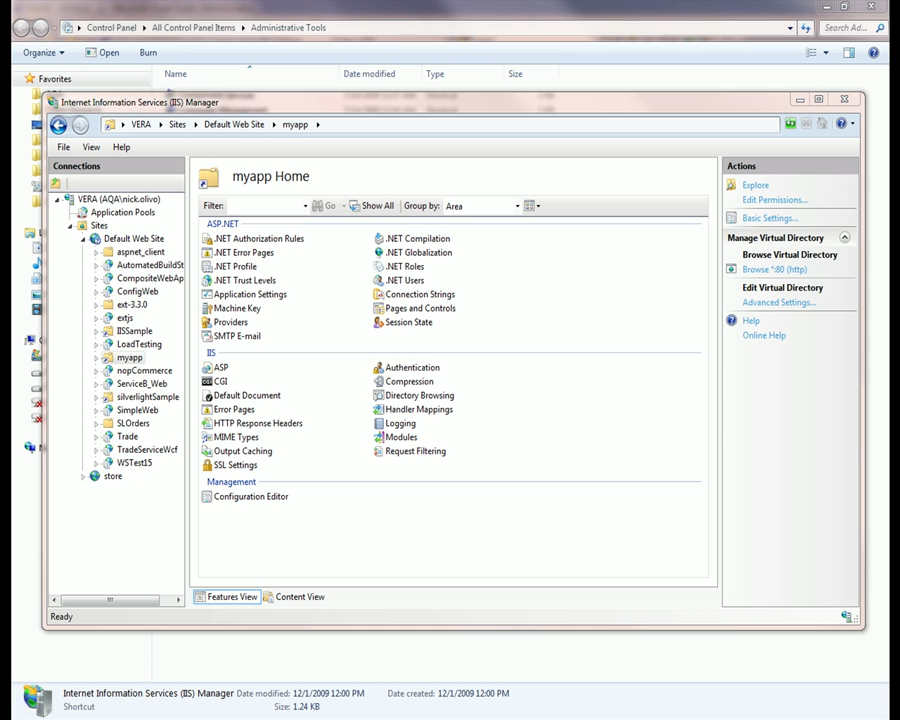 Control Panel
All Control Panel Items
Administrative Tools
Search Ad...
Organize
Open
Burn
Favorites
Name
Date modified
Type
Size
Internet Information Services (IIS) Manager
VERA
Sites
Default Web Site
myapp
File
View
Help
Connections
VERA (AQA\nick.olivo)
Application Pools
Sites
Default Web Site
aspnet_client
AutomatedBuildSt
CompositeWebAp
ConfigWeb
ext-3.3.0
extjs
IISSample
LoadTesting
myapp
nopCommerce
ServiceB_Web
silverlightSample
SimpleWeb
SLOrders
Trade
TradeServiceWcf
WSTest15
store
myapp Home
Filter:
Go
Show All
Group by:
Area
ASP.NET
.NET Authorization Rules
.NET Compilation
.NET Error Pages
.NET Globalization
.NET Profile
.NET Roles
.NET Trust Levels
.NET Users
Application Settings
Connection Strings
Machine Key
Pages and Controls
Providers
Session State
SMTP E-mail
IIS
ASP
Authentication
CGI
Compression
Default Document
Directory Browsing
Error Pages
Handler Mappings
HTTP Response Headers
Logging
MIME Types
Modules
Output Caching
Request Filtering
SSL Settings
Management
Configuration Editor
Features View
Content View
Actions
Explore
Edit Permissions...
Basic Settings...
Manage Virtual Directory
Browse Virtual Directory
Browse *:80 (http)
Edit Virtual Directory
Advanced Settings...
Help
Online Help
Ready
Internet Information Services (IIS) Manager Date modified: 12/1/2009 12:00 PM Date created: 12/1/2009 12:00 PM
Shortcut Size: 1.24 KB